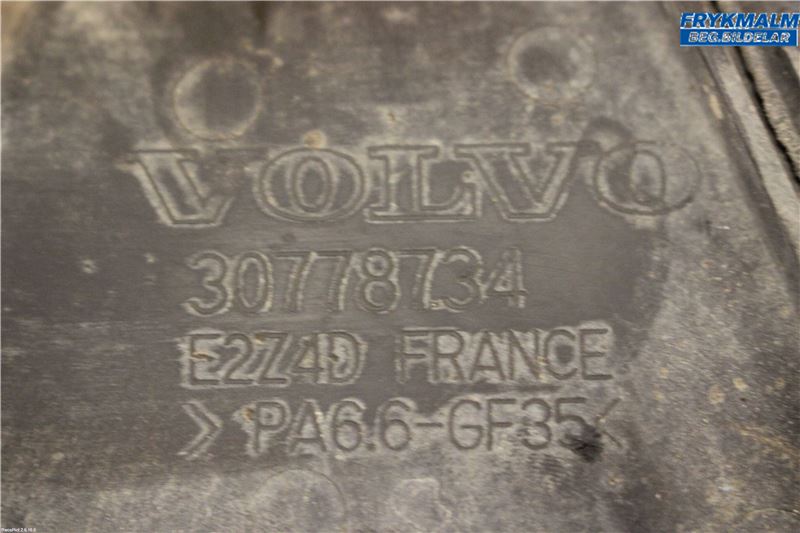 FRYKMALM
BEG.BILDELAR
VOLVO
30778734
E2Z4D FRANCE
>PA6.6-GF35<